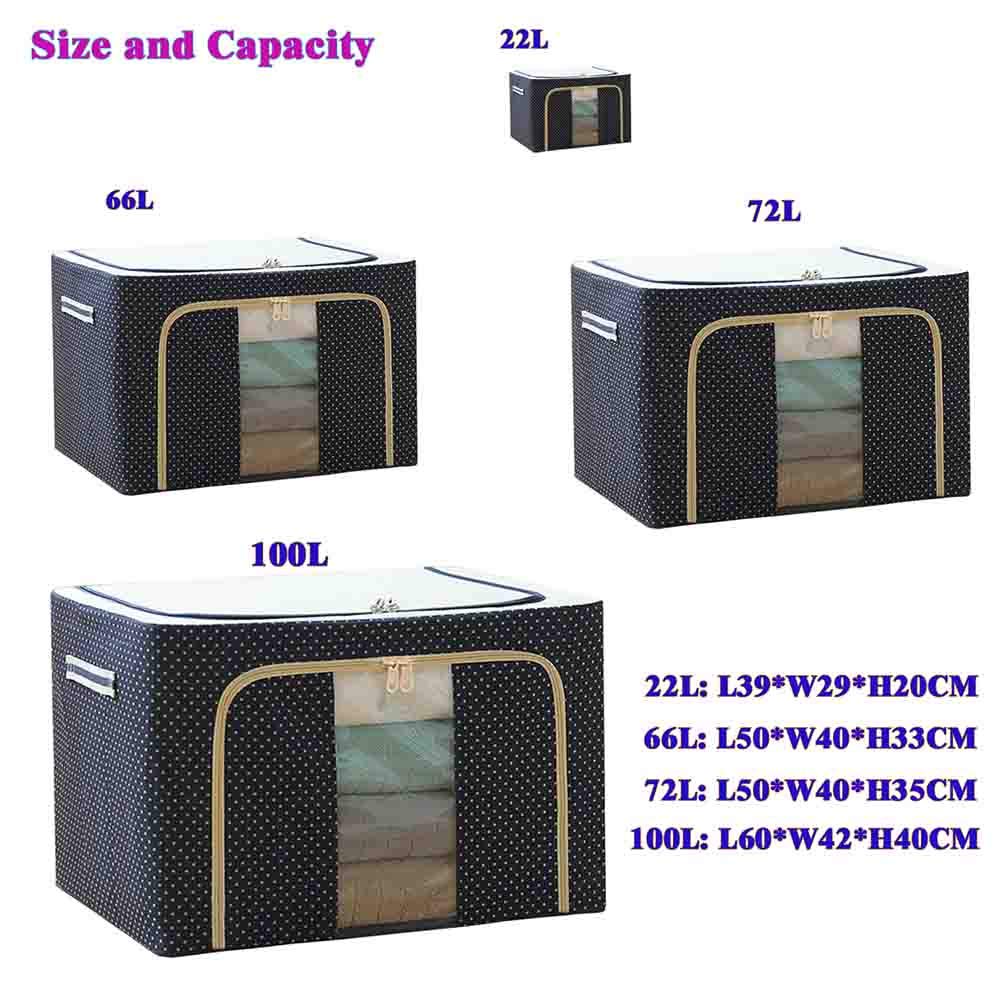 Size and Capacity
22L
66L
72L
100L
22L: L39*W29*H20CM
66L: L50*W40*H33CM
72L: L50*W40*H35CM
100L: L60*W42*H40CM